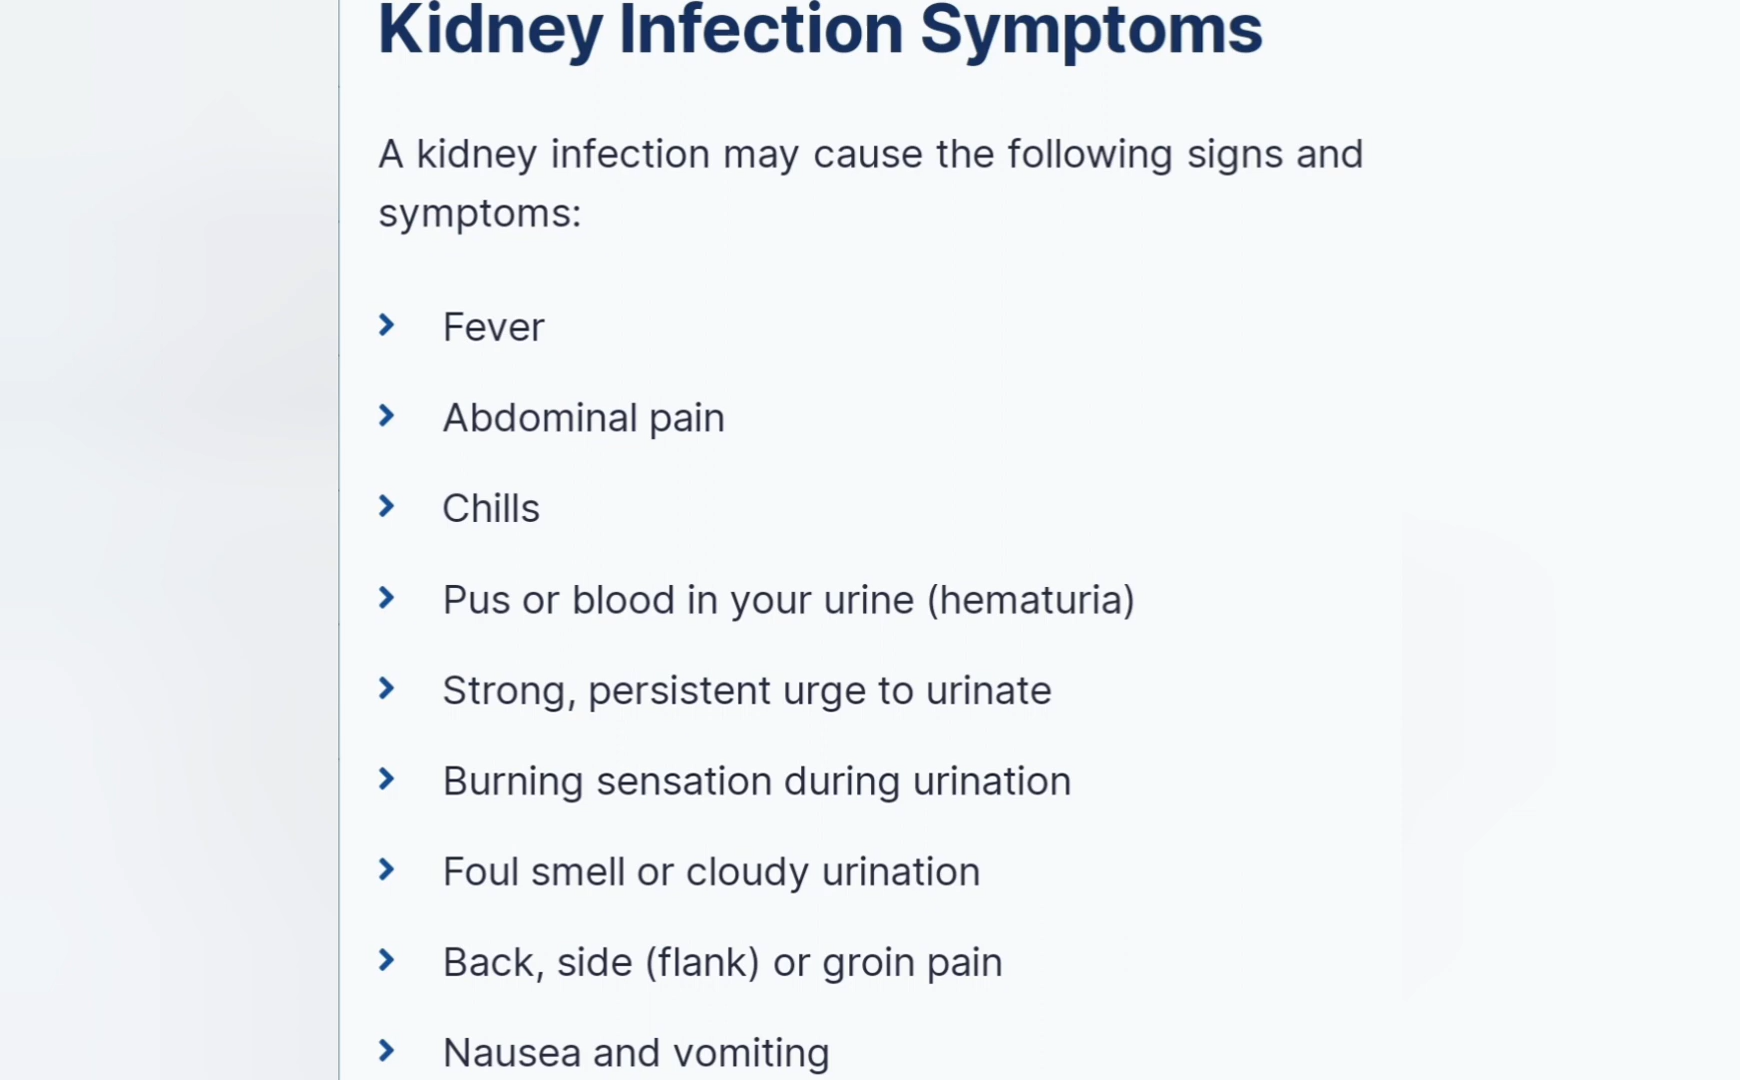 Kidney Infection Symptoms
A kidney infection may cause the following signs and
symptoms:
Fever
Abdominal pain
Chills
Pus or blood in your urine (hematuria)
Strong, persistent urge to urinate
Burning sensation during urination
Foul smell or cloudy urination
Back, side (flank) or groin pain
Nausea and vomiting